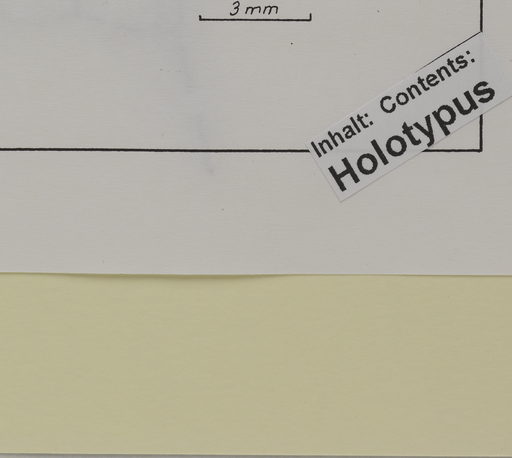 3 mm
Inhalt: Contents:
Holotypus